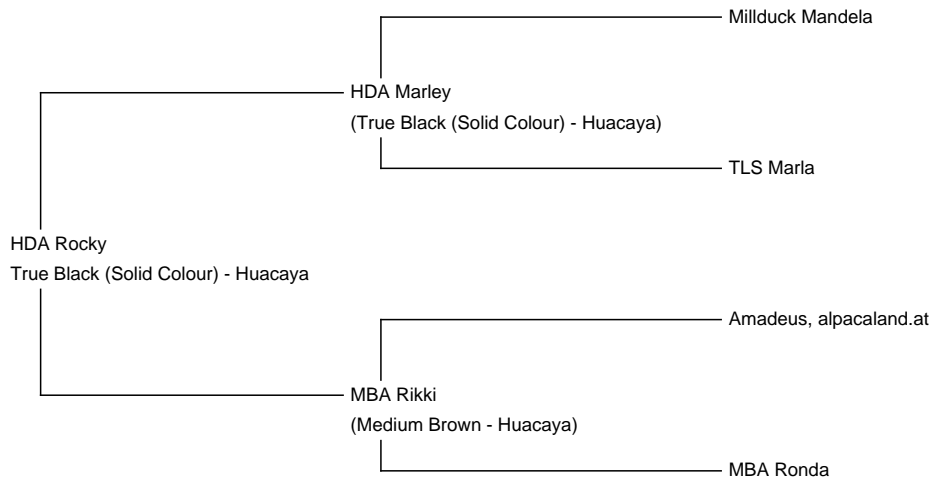 Millduck Mandela
HDA Marley
(True Black (Solid Colour) - Huacaya)
TLS Marla
HDA Rocky
True Black (Solid Colour) - Huacaya
Amadeus, alpacaland.at
MBA Rikki
(Medium Brown - Huacaya)
MBA Ronda